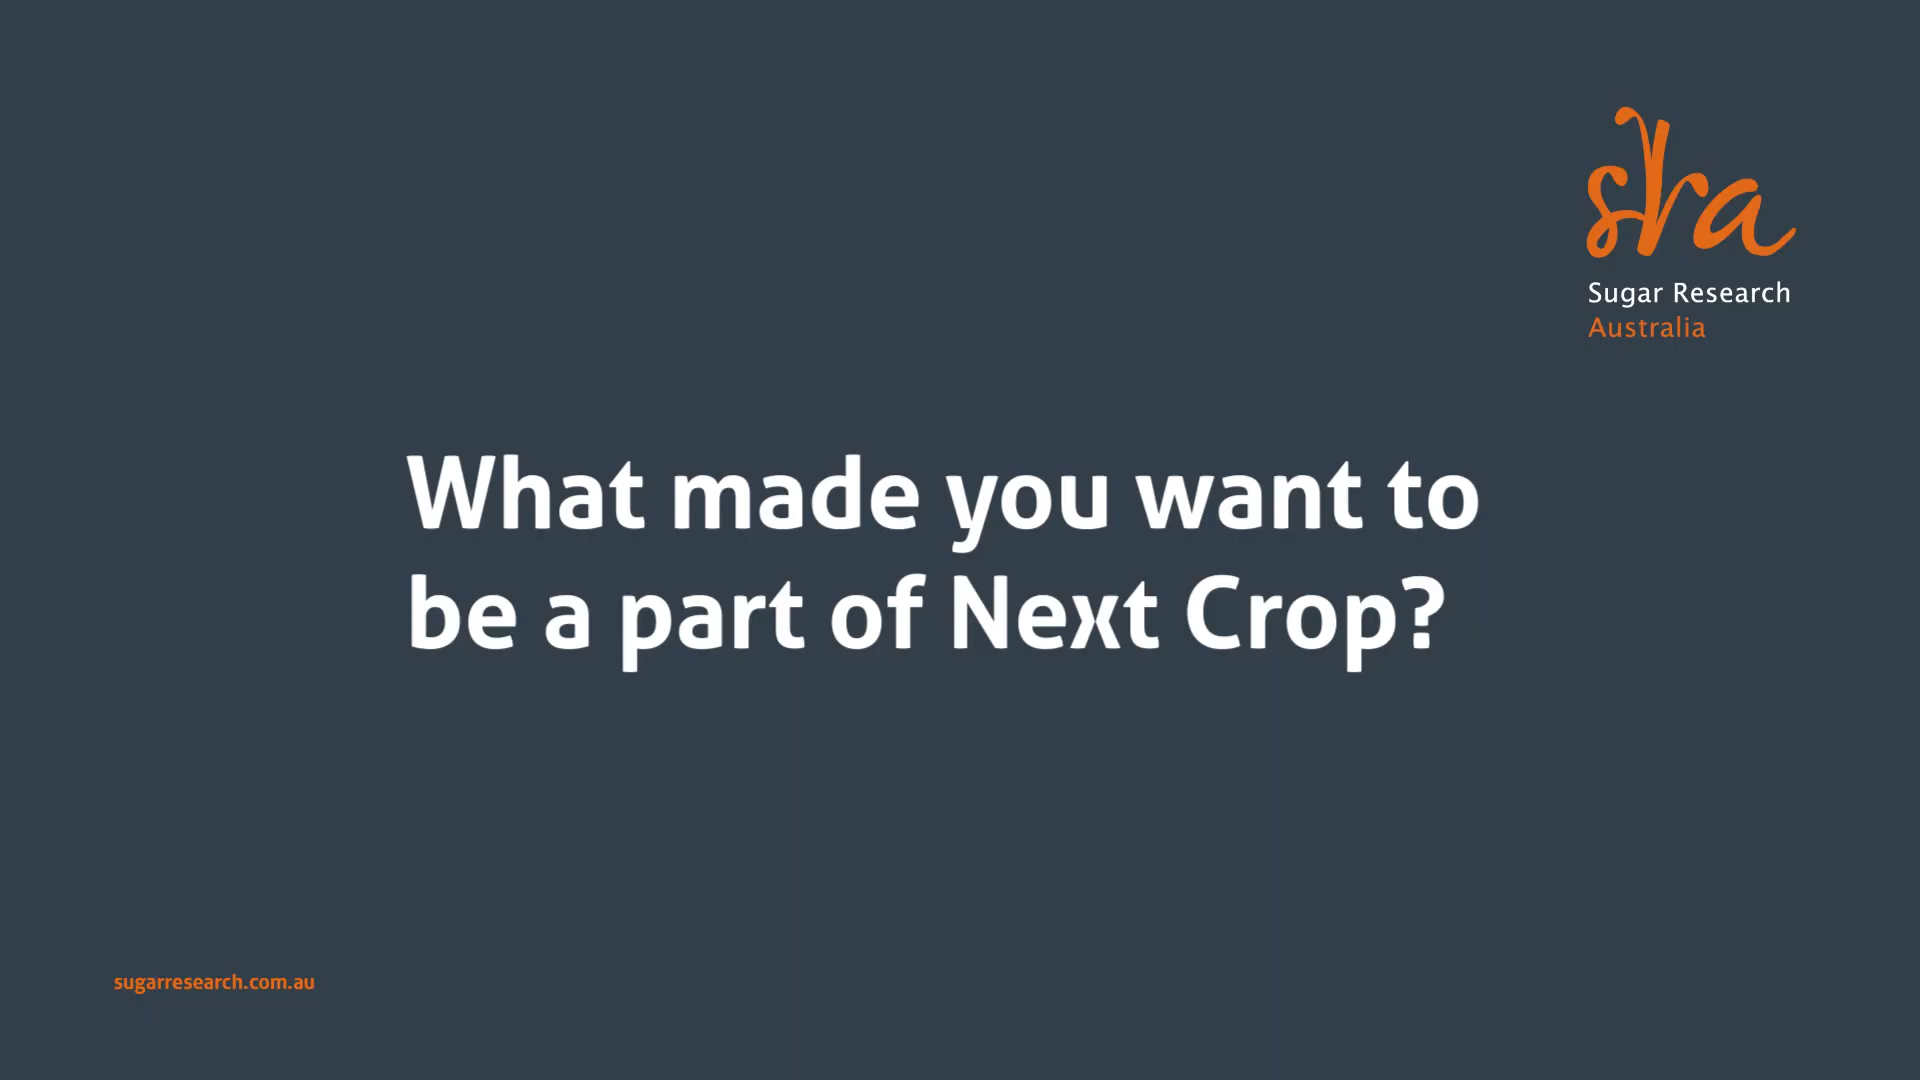 sra
Sugar Research
Australia
What made you want to
be a part of Next Crop?
sugarresearch.com.au